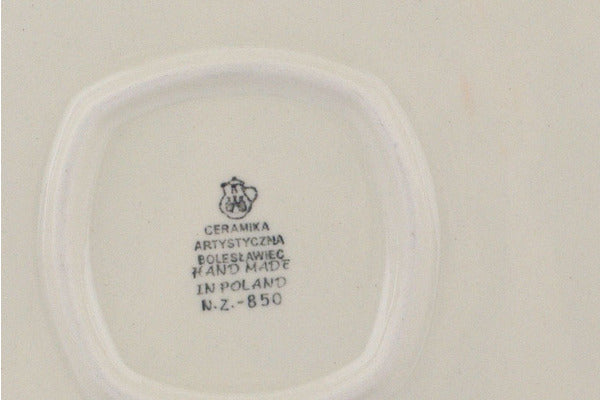 CERAMIKA
ARTYSTYCZNA
BOLESŁAWIEC
HAND MADE
IN POLAND
N.Z.-850